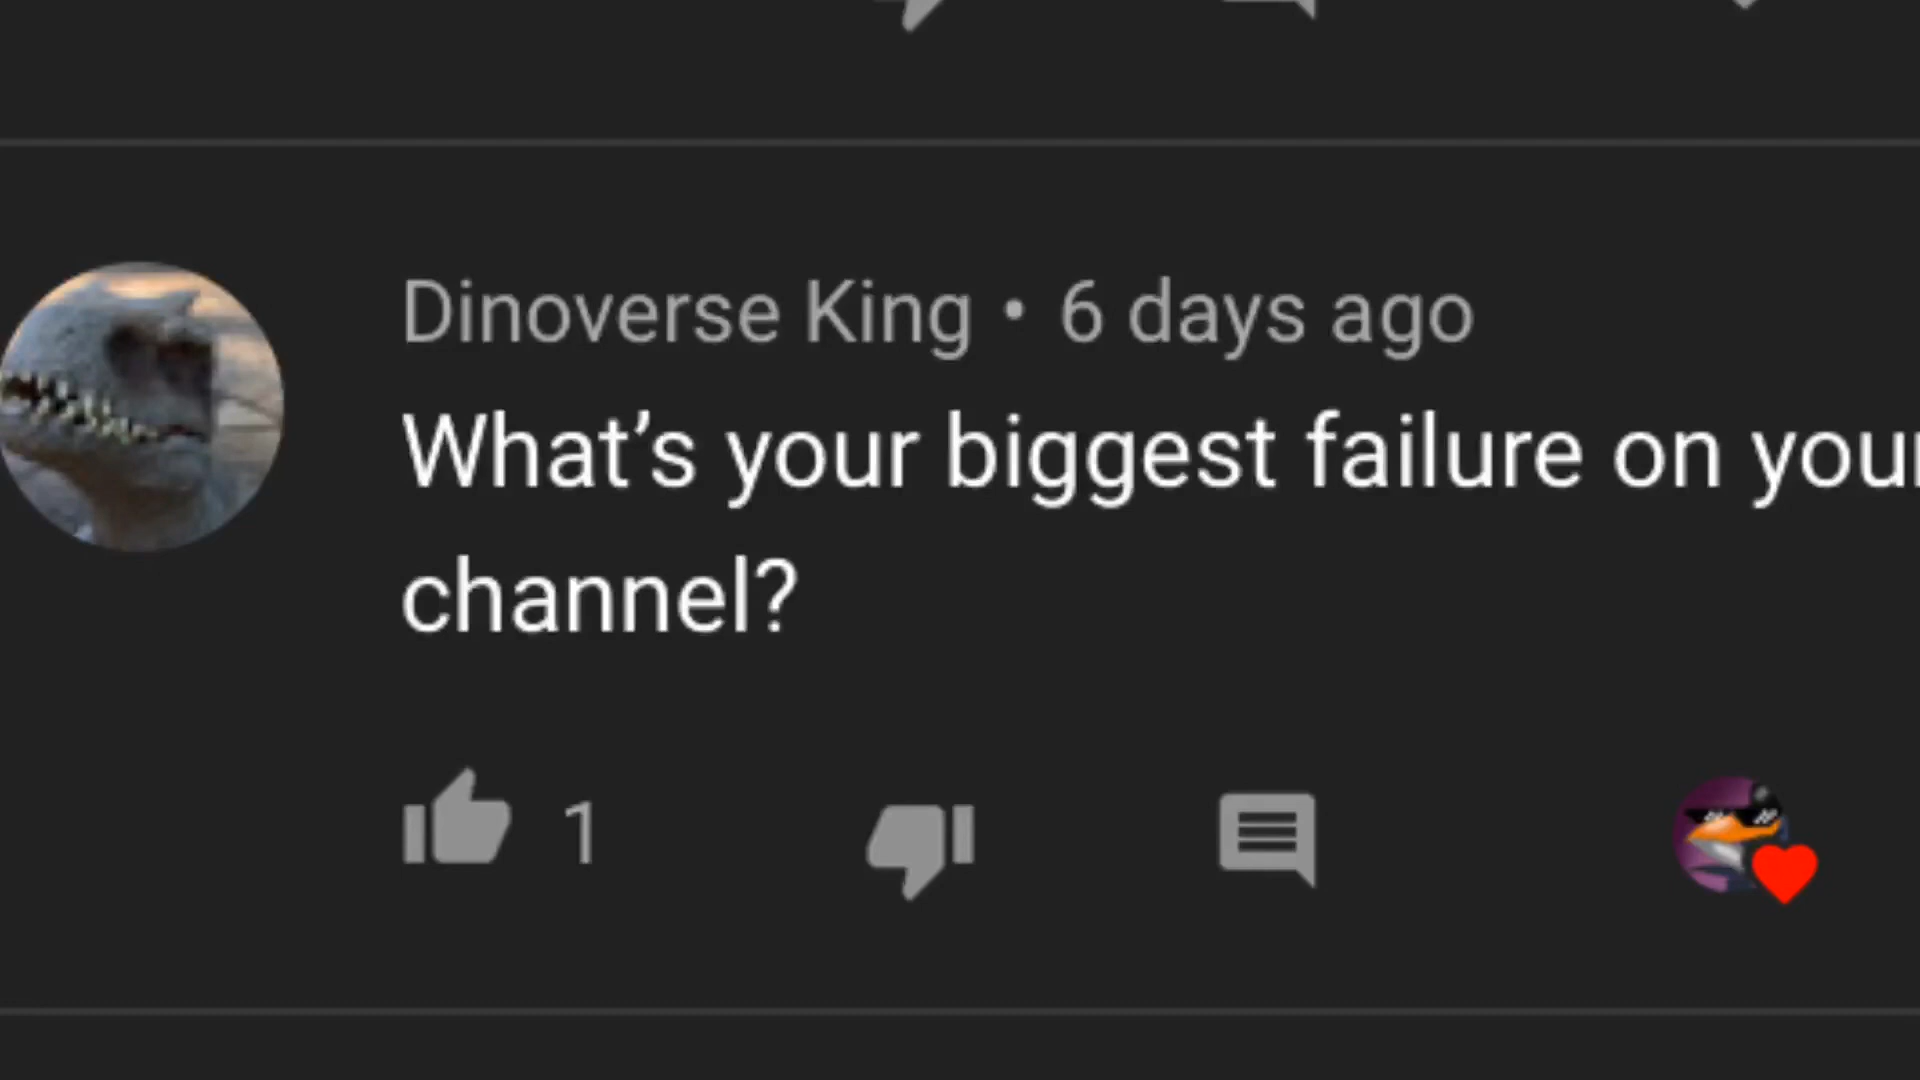 Dinoverse King • 6 days ago
What’s your biggest failure on your
channel?
1